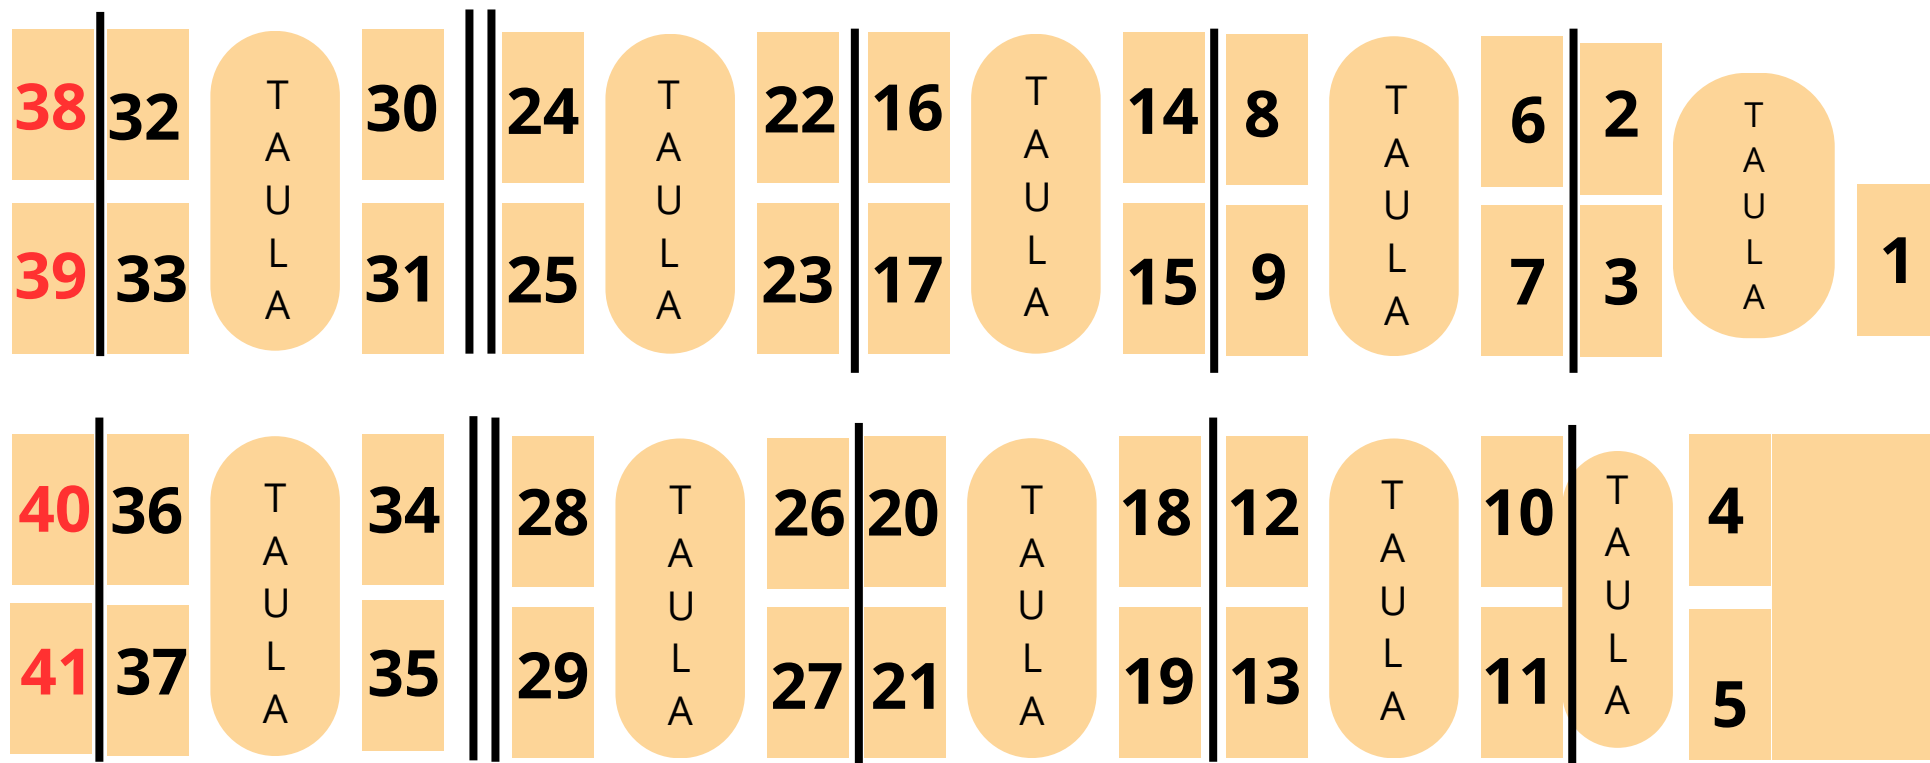 38 32 TAULA 30 24 TAULA 22 16 TAULA 14 8 TAULA 6 2 TAULA
39 33 31 25 23 17 15 9 7 3 1
40 36 TAULA 34 28 TAULA 26 20 TAULA 18 12 TAULA 10 TAULA 4
41 37 35 29 27 21 19 13 11 5